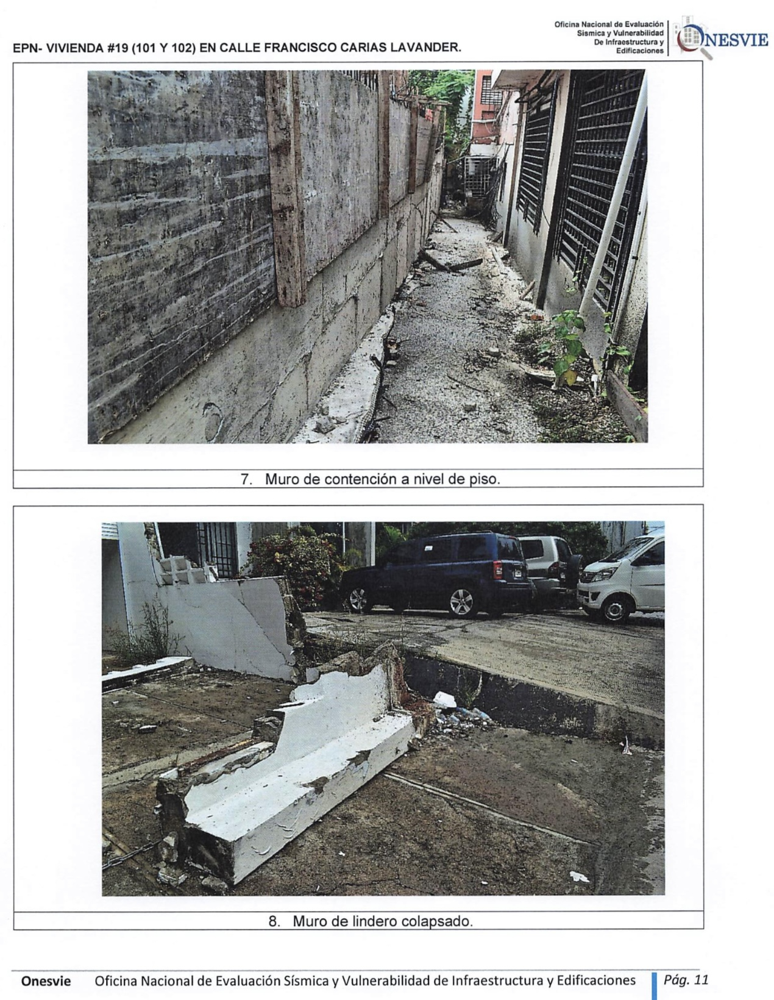 Oficina Nacional de Evaluación
Sísmica y Vulnerabilidad
De Infraestructura y
Edificaciones
ONESVIE
EPN- VIVIENDA #19 (101 Y 102) EN CALLE FRANCISCO CARIAS LAVANDER.
7. Muro de contención a nivel de piso.
8. Muro de lindero colapsado.
Onesvie Oficina Nacional de Evaluación Sísmica y Vulnerabilidad de Infraestructura y Edificaciones Pág. 11